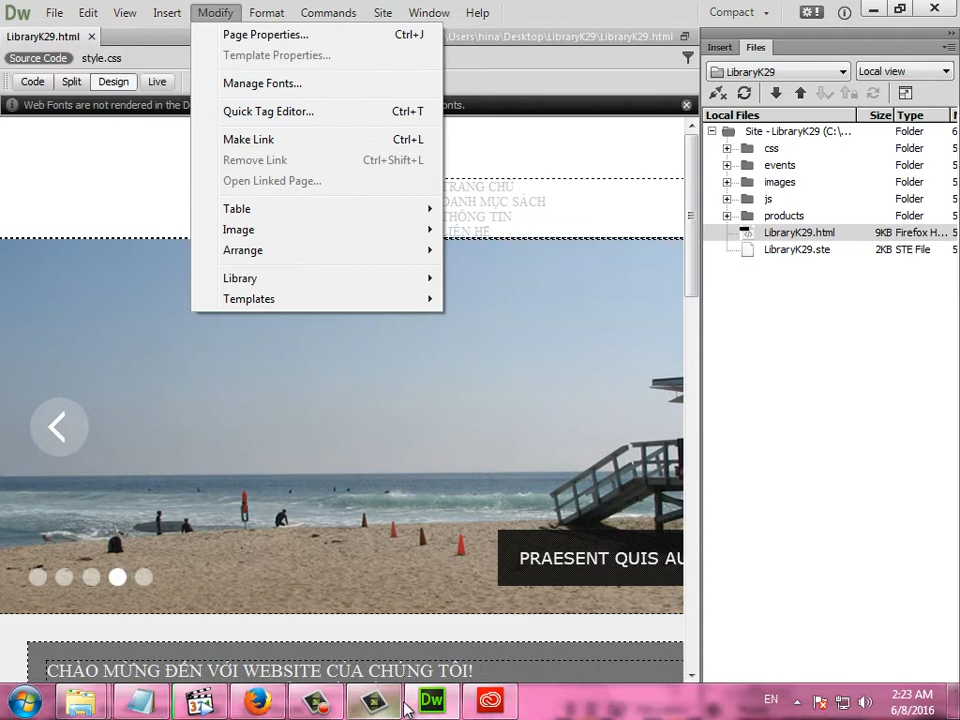 Dw File Edit View Insert Modify Format Commands Site Window Help Compact
LibraryK29.html Users\hina\Desktop\LibraryK29\LibraryK29.html
Source Code style.css
Code Split Design Live
Web Fonts are not rendered in the D
Page Properties... Ctrl+J
Template Properties...
Manage Fonts...
Quick Tag Editor... Ctrl+T
Make Link Ctrl+L
Remove Link Ctrl+Shift+L
Open Linked Page...
Table
Image
Arrange
Library
Templates
TRANG CHỦ
DANH MỤC SÁCH
THÔNG TIN
LIÊN HỆ
PRAESENT QUIS AU
CHÀO MỪNG ĐẾN VỚI WEBSITE CỦA CHÚNG TÔI!
Insert Files
LibraryK29 Local view
Local Files Size Type
Site - LibraryK29 (C:\... Folder
css Folder
events Folder
images Folder
js Folder
products Folder
LibraryK29.html 9KB Firefox H...
LibraryK29.ste 2KB STE File
37
Dw
EN
2:23 AM
6/8/2016